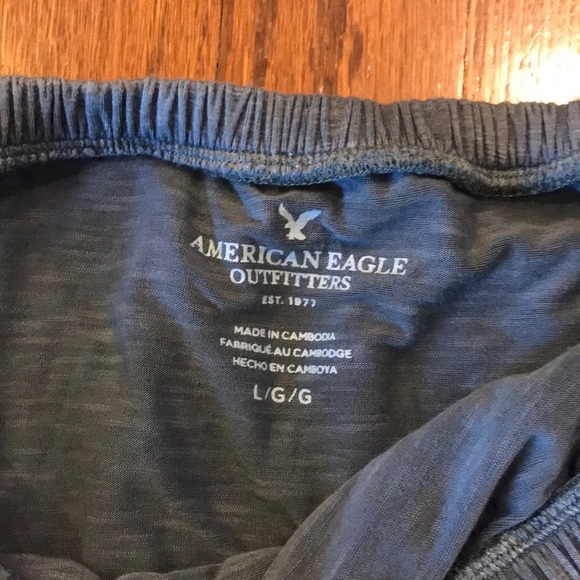 AMERICAN EAGLE
OUTFITTERS
EST. 1977
MADE IN CAMBODIA
FABRIQUÉ AU CAMBODGE
HECHO EN CAMBOYA
L/G/G